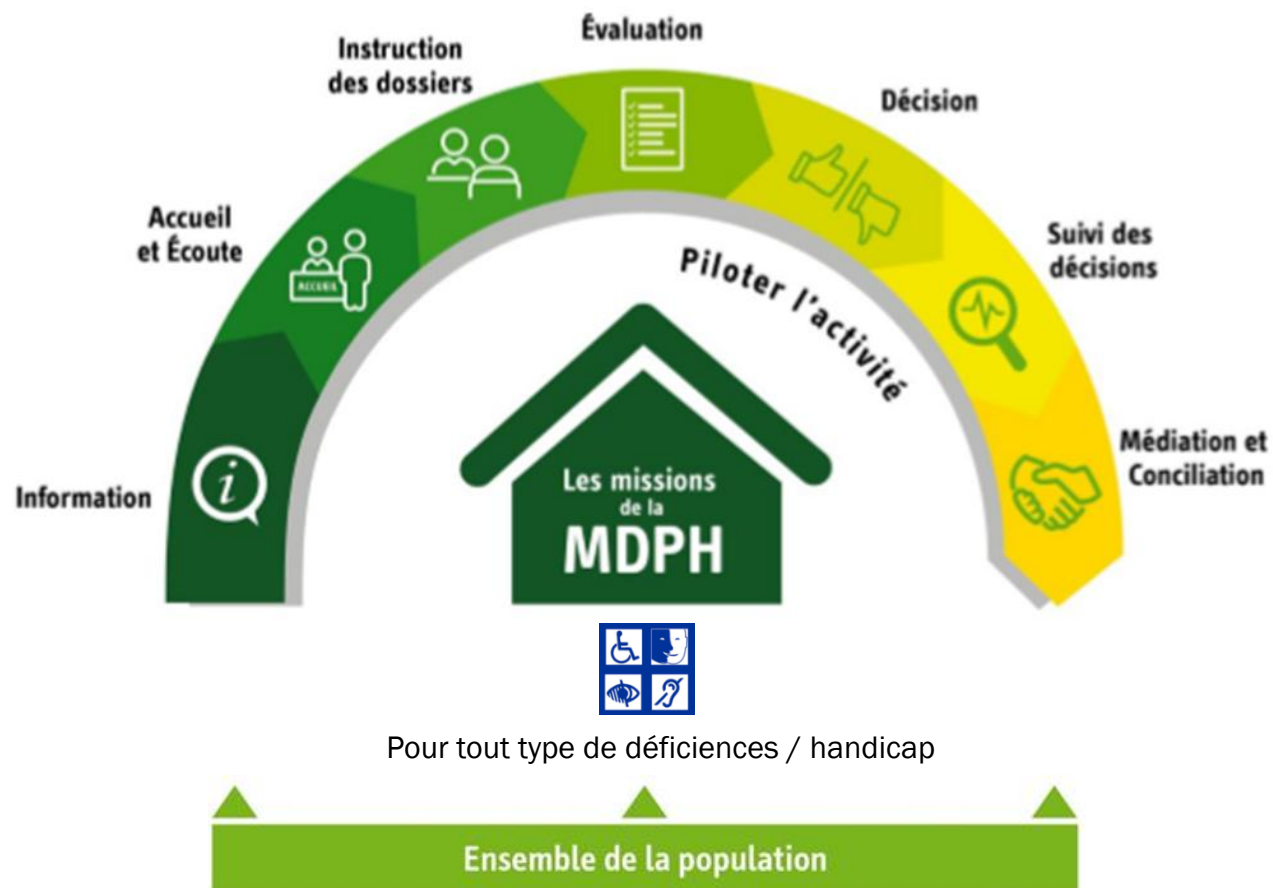 Évaluation
Instruction
des dossiers
Décision
Accueil
et Écoute
ACCUEIL
Suivi des
décisions
Piloter l'activité
Information
Médiation et
Conciliation
Les missions
de la
MDPH
Pour tout type de déficiences / handicap
Ensemble de la population